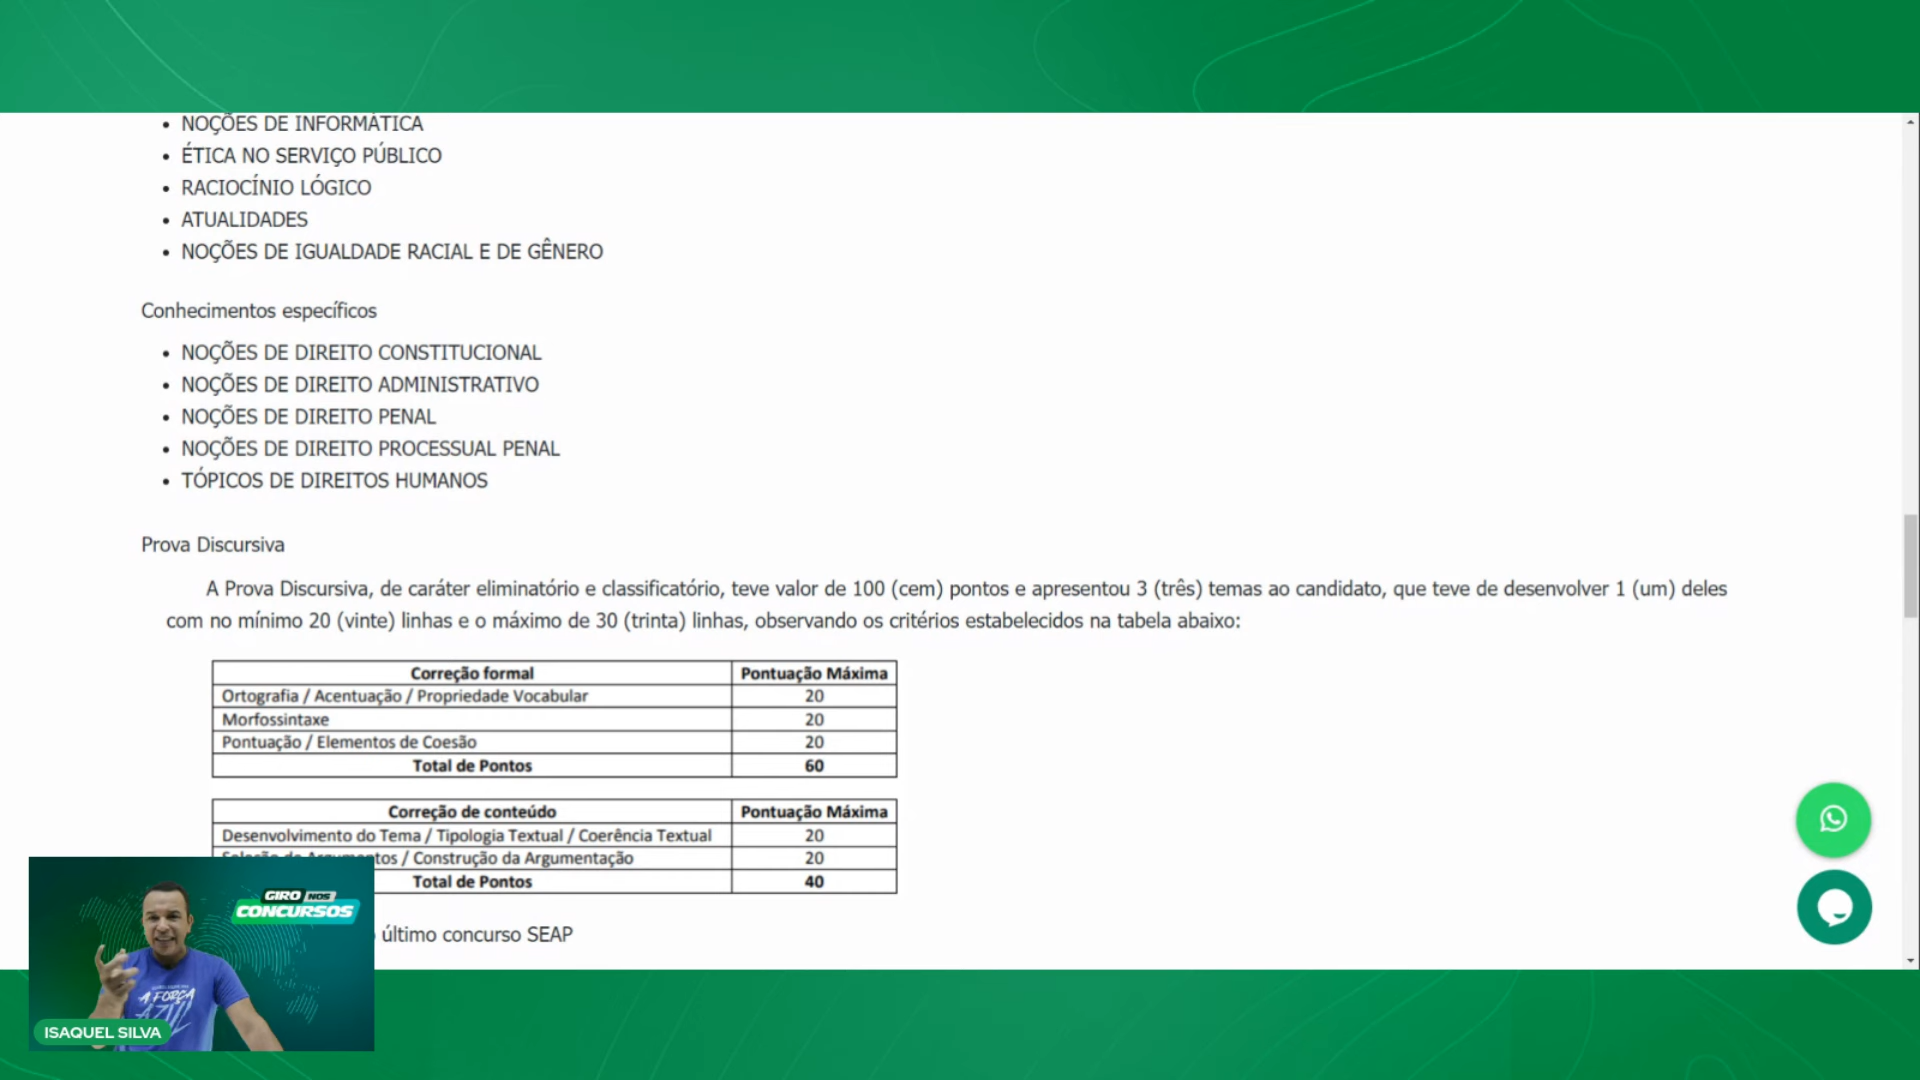 • NOÇÕES DE INFORMÁTICA
• ÉTICA NO SERVIÇO PÚBLICO
• RACIOCÍNIO LÓGICO
• ATUALIDADES
• NOÇÕES DE IGUALDADE RACIAL E DE GÊNERO
Conhecimentos específicos
• NOÇÕES DE DIREITO CONSTITUCIONAL
• NOÇÕES DE DIREITO ADMINISTRATIVO
• NOÇÕES DE DIREITO PENAL
• NOÇÕES DE DIREITO PROCESSUAL PENAL
• TÓPICOS DE DIREITOS HUMANOS
Prova Discursiva
A Prova Discursiva, de caráter eliminatório e classificatório, teve valor de 100 (cem) pontos e apresentou 3 (três) temas ao candidato, que teve de desenvolver 1 (um) deles
com no mínimo 20 (vinte) linhas e o máximo de 30 (trinta) linhas, observando os critérios estabelecidos na tabela abaixo:
Correção formal Pontuação Máxima
Ortografia / Acentuação / Propriedade Vocabular 20
Morfossintaxe 20
Pontuação / Elementos de Coesão 20
Total de Pontos 60
Correção de conteúdo Pontuação Máxima
Desenvolvimento do Tema / Tipologia Textual / Coerência Textual 20
/ Construção da Argumentação 20
Total de Pontos 40
último concurso SEAP
GIRO NOS
CONCURSOS
A FORÇA
AZUL
ISAQUEL SILVA